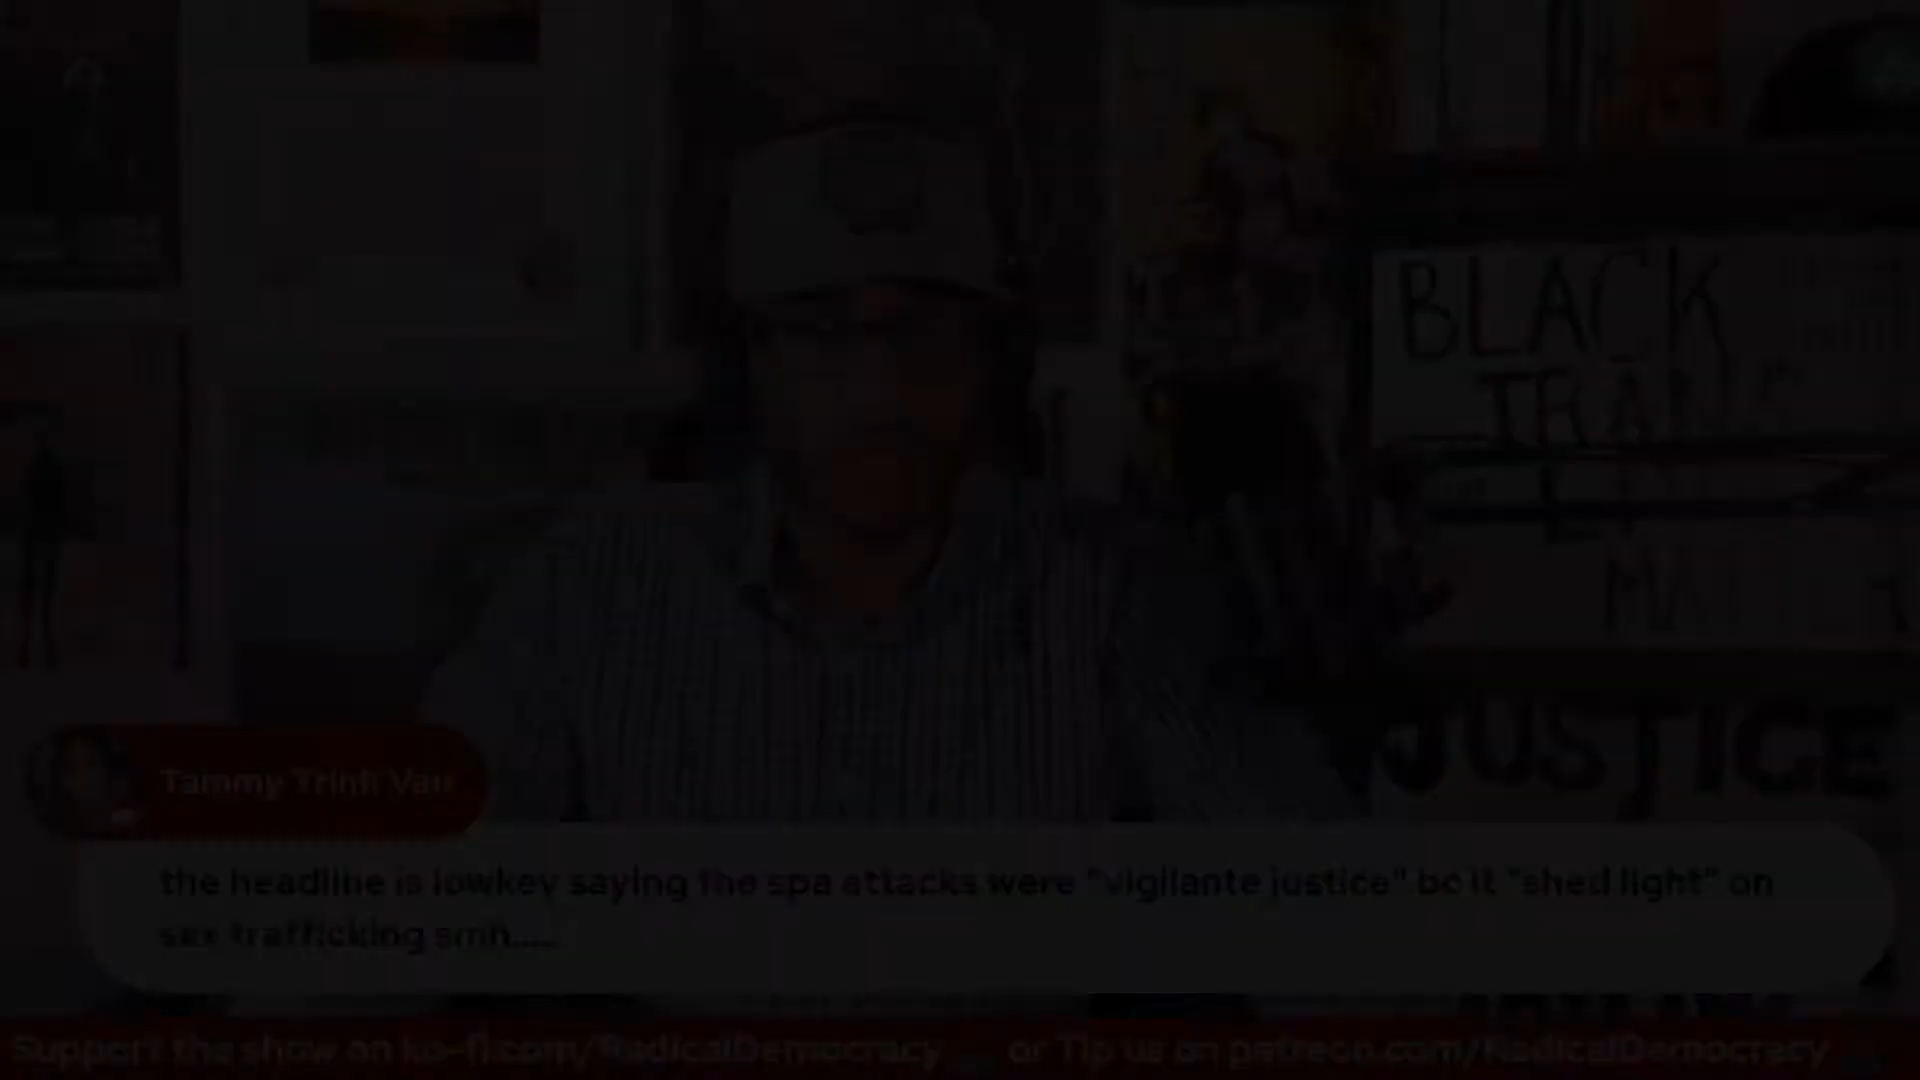 BLACK
TRANS
JUSTICE
Tammy Trinh Van
the headline is lowkey saying the spa attacks were "vigilante justice" bc it "shed light" on
sex trafficking smh.....
Support the show on ko-fi.com/RadicalDemocracy or Tip us on patreon.com/RadicalDemocracy